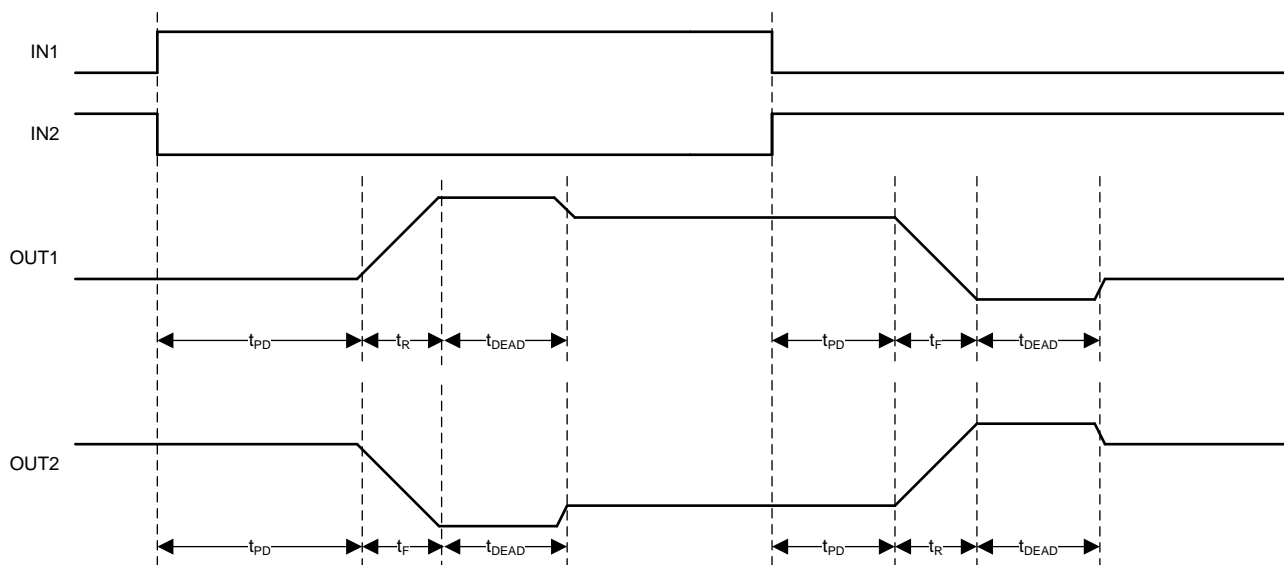 IN1
IN2
OUT1
tPD tR tDEAD tPD tF tDEAD
OUT2
tPD tF tDEAD tPD tR tDEAD